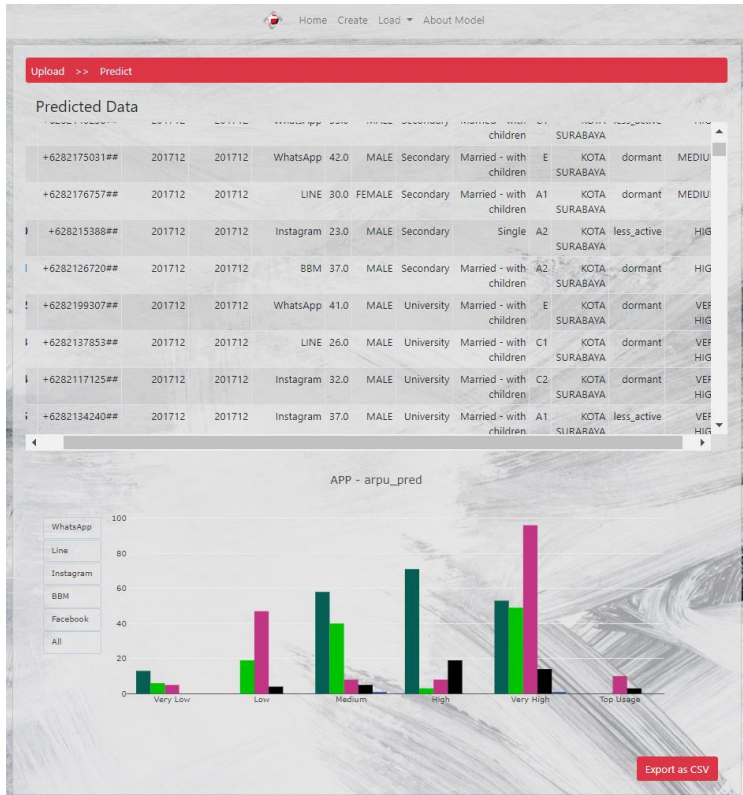 Home Create Load About Model
Upload >> Predict
Predicted Data
children SURABAYA
+6282175031## 201712 201712 WhatsApp 42.0 MALE Secondary Married - with E KOTA dormant MEDIU
children SURABAYA
+6282176757## 201712 201712 LINE 30.0 FEMALE Secondary Married - with A1 KOTA dormant MEDIU
children SURABAYA
+628215388## 201712 201712 Instagram 23.0 MALE Secondary Single A2 KOTA less_active HIG
SURABAYA
+6282126720## 201712 201712 BBM 37.0 MALE Secondary Married - with A2 KOTA dormant HIG
children SURABAYA
+6282199307## 201712 201712 WhatsApp 41.0 MALE University Married - with E KOTA dormant VER
children SURABAYA HIG
+6282137853## 201712 201712 LINE 26.0 MALE University Married - with C1 KOTA dormant VER
children SURABAYA HIG
+6282117125## 201712 201712 Instagram 32.0 MALE University Married - with C2 KOTA dormant VER
children SURABAYA HIG
+6282134240## 201712 201712 Instagram 37.0 MALE University Married - with A1 KOTA less_active VER
children SURABAYA HIG
APP - arpu_pred
WhatsApp
Line
Instagram
BBM
Facebook
All
100
80
60
40
20
0
Very Low Low Medium High Very High Top Usage
Export as CSV